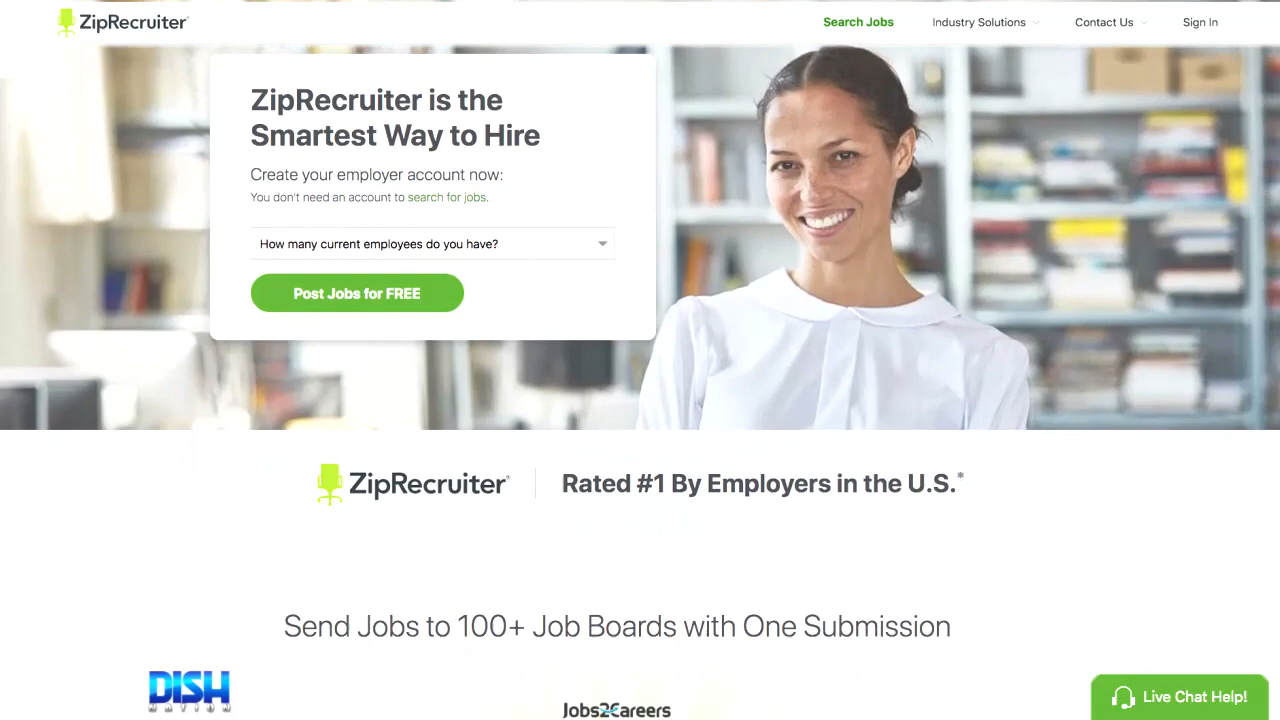 ZipRecruiter®
Search Jobs
Industry Solutions
Contact Us
Sign In
ZipRecruiter is the
Smartest Way to Hire
Create your employer account now:
You don't need an account to search for jobs.
How many current employees do you have?
Post Jobs for FREE
ZipRecruiter®
Rated #1 By Employers in the U.S.*
Send Jobs to 100+ Job Boards with One Submission
DISH
NATION
Jobs2Careers
Live Chat Help!